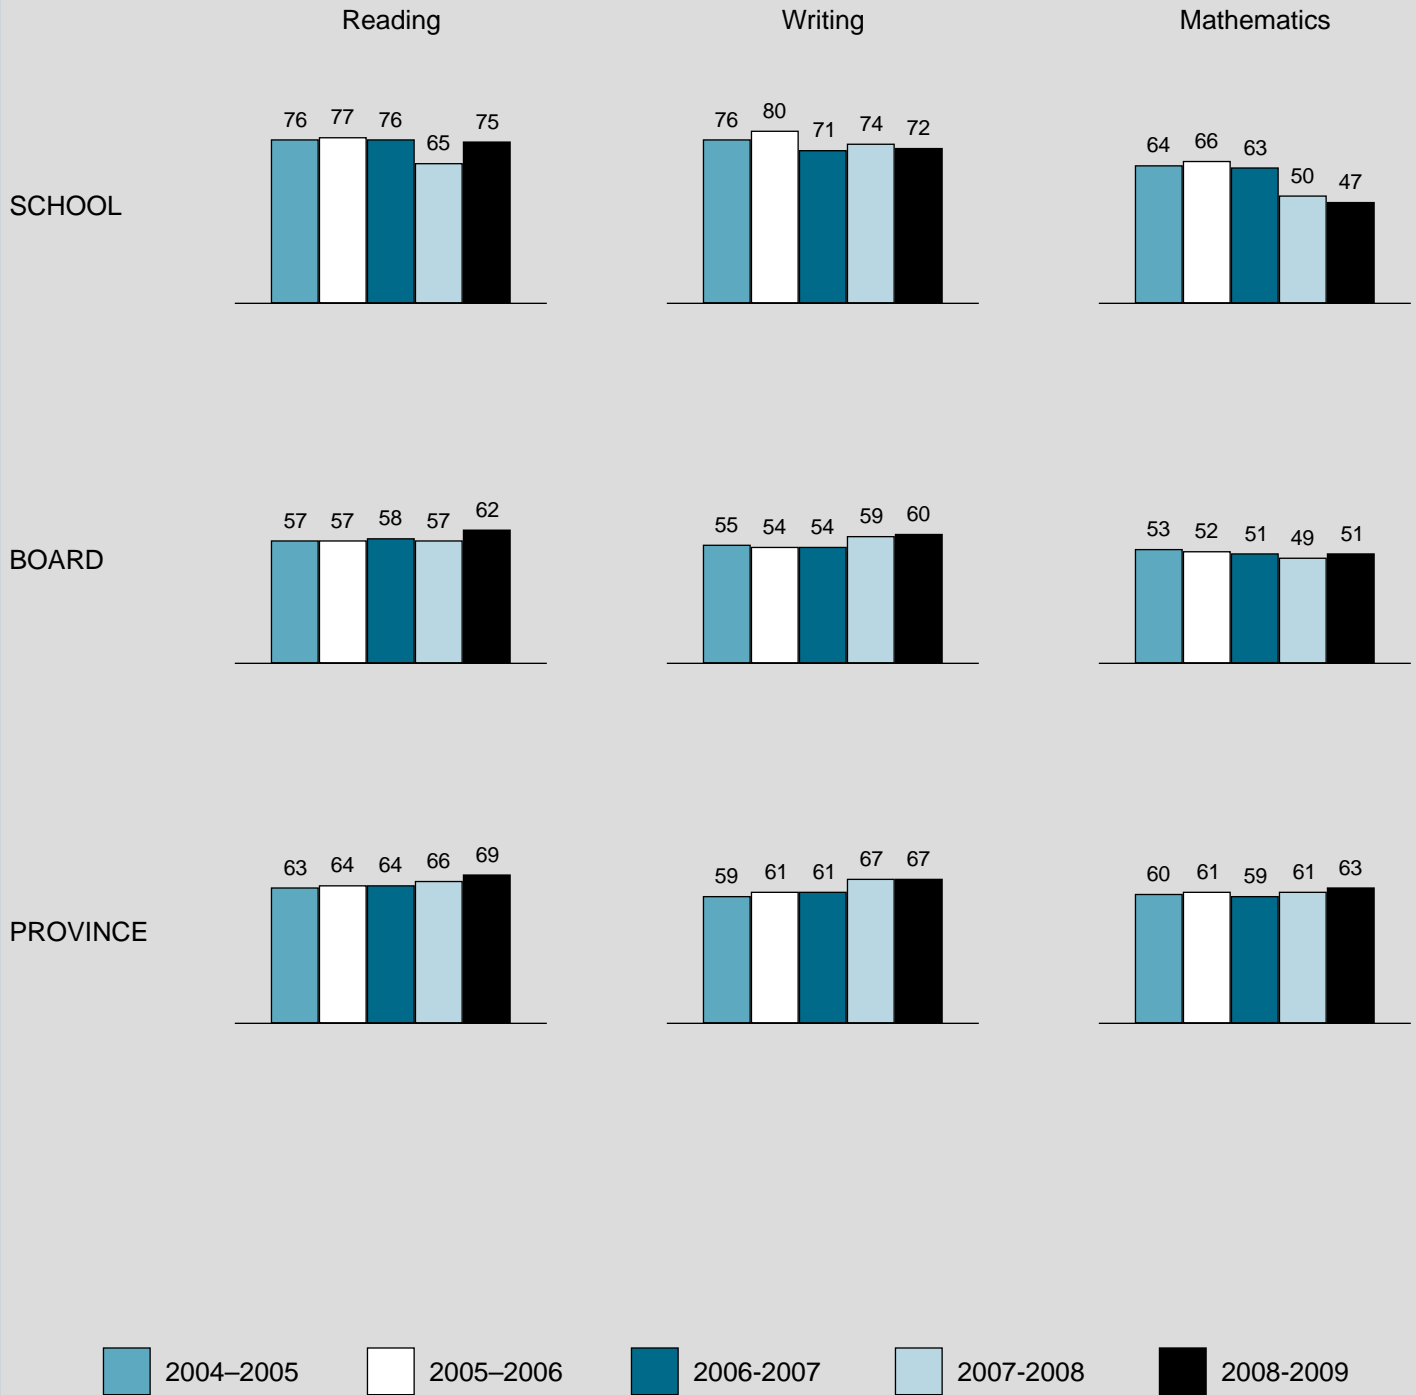 Reading Writing Mathematics
SCHOOL
76 77 76 65 75
76 80 71 74 72
64 66 63 50 47
BOARD
57 57 58 57 62
55 54 54 59 60
53 52 51 49 51
PROVINCE
63 64 64 66 69
59 61 61 67 67
60 61 59 61 63
2004–2005 2005–2006 2006-2007 2007-2008 2008-2009